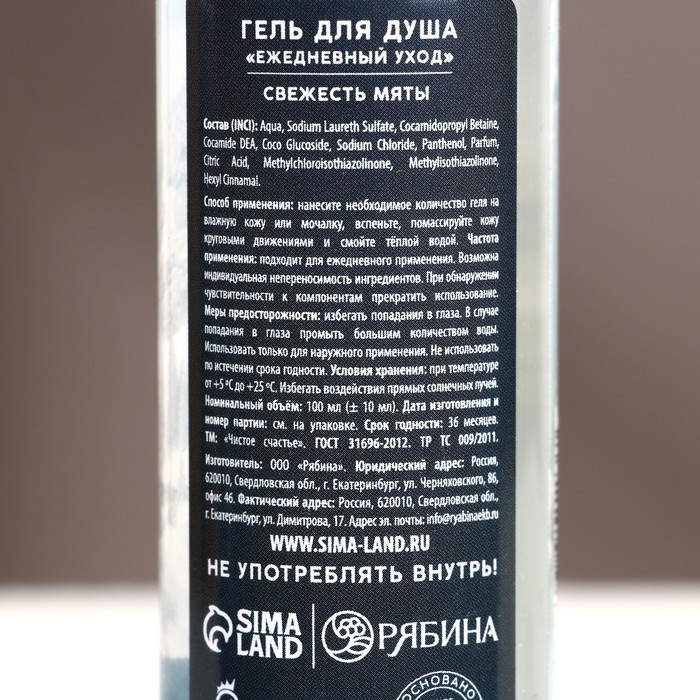 ГЕЛЬ ДЛЯ ДУША
«ЕЖЕДНЕВНЫЙ УХОД»
СВЕЖЕСТЬ МЯТЫ
Состав (INCI): Aqua, Sodium Laureth Sulfate, Cocamidopropyl Betaine,
Cocamide DEA, Coco Glucoside, Sodium Chloride, Panthenol, Parfum,
Citric Acid, Methylchloroisothiazolinone, Methylisothiazolinone,
Hexyl Cinnamal.
Способ применения: нанесите необходимое количество геля на
влажную кожу или мочалку, вспеньте, помассируйте кожу
круговыми движениями и смойте тёплой водой. Частота
применения: подходит для ежедневного применения. Возможна
индивидуальная непереносимость ингредиентов. При обнаружении
чувствительности к компонентам прекратить использование.
Меры предосторожности: избегать попадания в глаза. В случае
попадания в глаза промыть большим количеством воды.
Использовать только для наружного применения. Не использовать
по истечении срока годности. Условия хранения: при температуре
от +5 ºС до +25 ºС. Избегать воздействия прямых солнечных лучей.
Номинальный объём: 100 мл (± 10 мл). Дата изготовления и
номер партии: см. на упаковке. Срок годности: 36 месяцев.
ТМ: «Чистое счастье». ГОСТ 31696-2012. ТР ТС 009/2011.
Изготовитель: ООО «Рябина». Юридический адрес: Россия,
620010, Свердловская обл., г. Екатеринбург, ул. Черняховского, 86,
офис 46. Фактический адрес: Россия, 620010, Свердловская обл.,
г. Екатеринбург, ул. Димитрова, 17. Адрес эл. почты: info@ryabinaekb.ru
WWW.SIMA-LAND.RU
НЕ УПОТРЕБЛЯТЬ ВНУТРЬ!
SIMA LAND
РЯБИНА
ОСНОВАНО